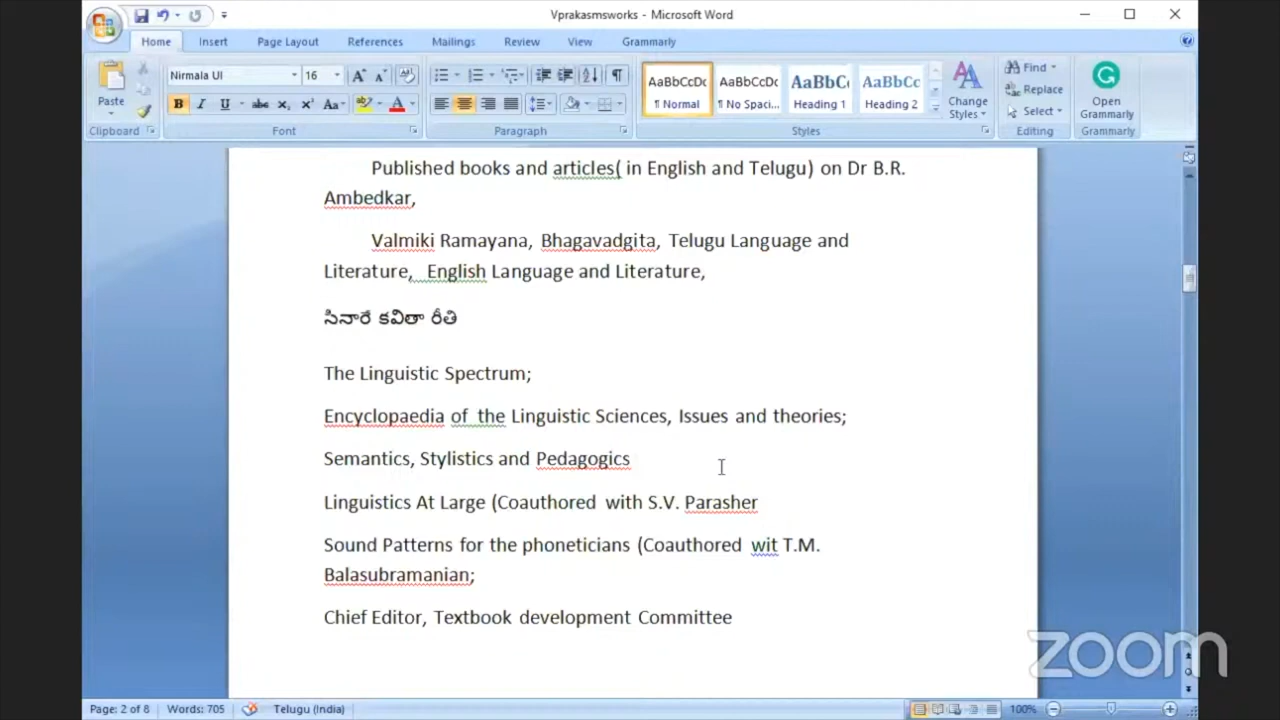 Vprakasmsworks - Microsoft Word
Home Insert Page Layout References Mailings Review View Grammarly
Nirmala UI 16
AaBbCcDc AaBbCcDc AaBbC AaBbCc
¶ Normal ¶ No Spaci... Heading 1 Heading 2
Paste
Change Styles
Find
Replace
Select
Open Grammarly
Clipboard Font Paragraph Styles Editing Grammarly
Published books and articles( in English and Telugu) on Dr B.R.
Ambedkar,
Valmiki Ramayana, Bhagavadgita, Telugu Language and
Literature, English Language and Literature,
సినారే కవితా రీతి
The Linguistic Spectrum;
Encyclopaedia of the Linguistic Sciences, Issues and theories;
Semantics, Stylistics and Pedagogics
Linguistics At Large (Coauthored with S.V. Parasher
Sound Patterns for the phoneticians (Coauthored wit T.M.
Balasubramanian;
Chief Editor, Textbook development Committee
zoom
Page: 2 of 8 Words: 705 Telugu (India) 100%